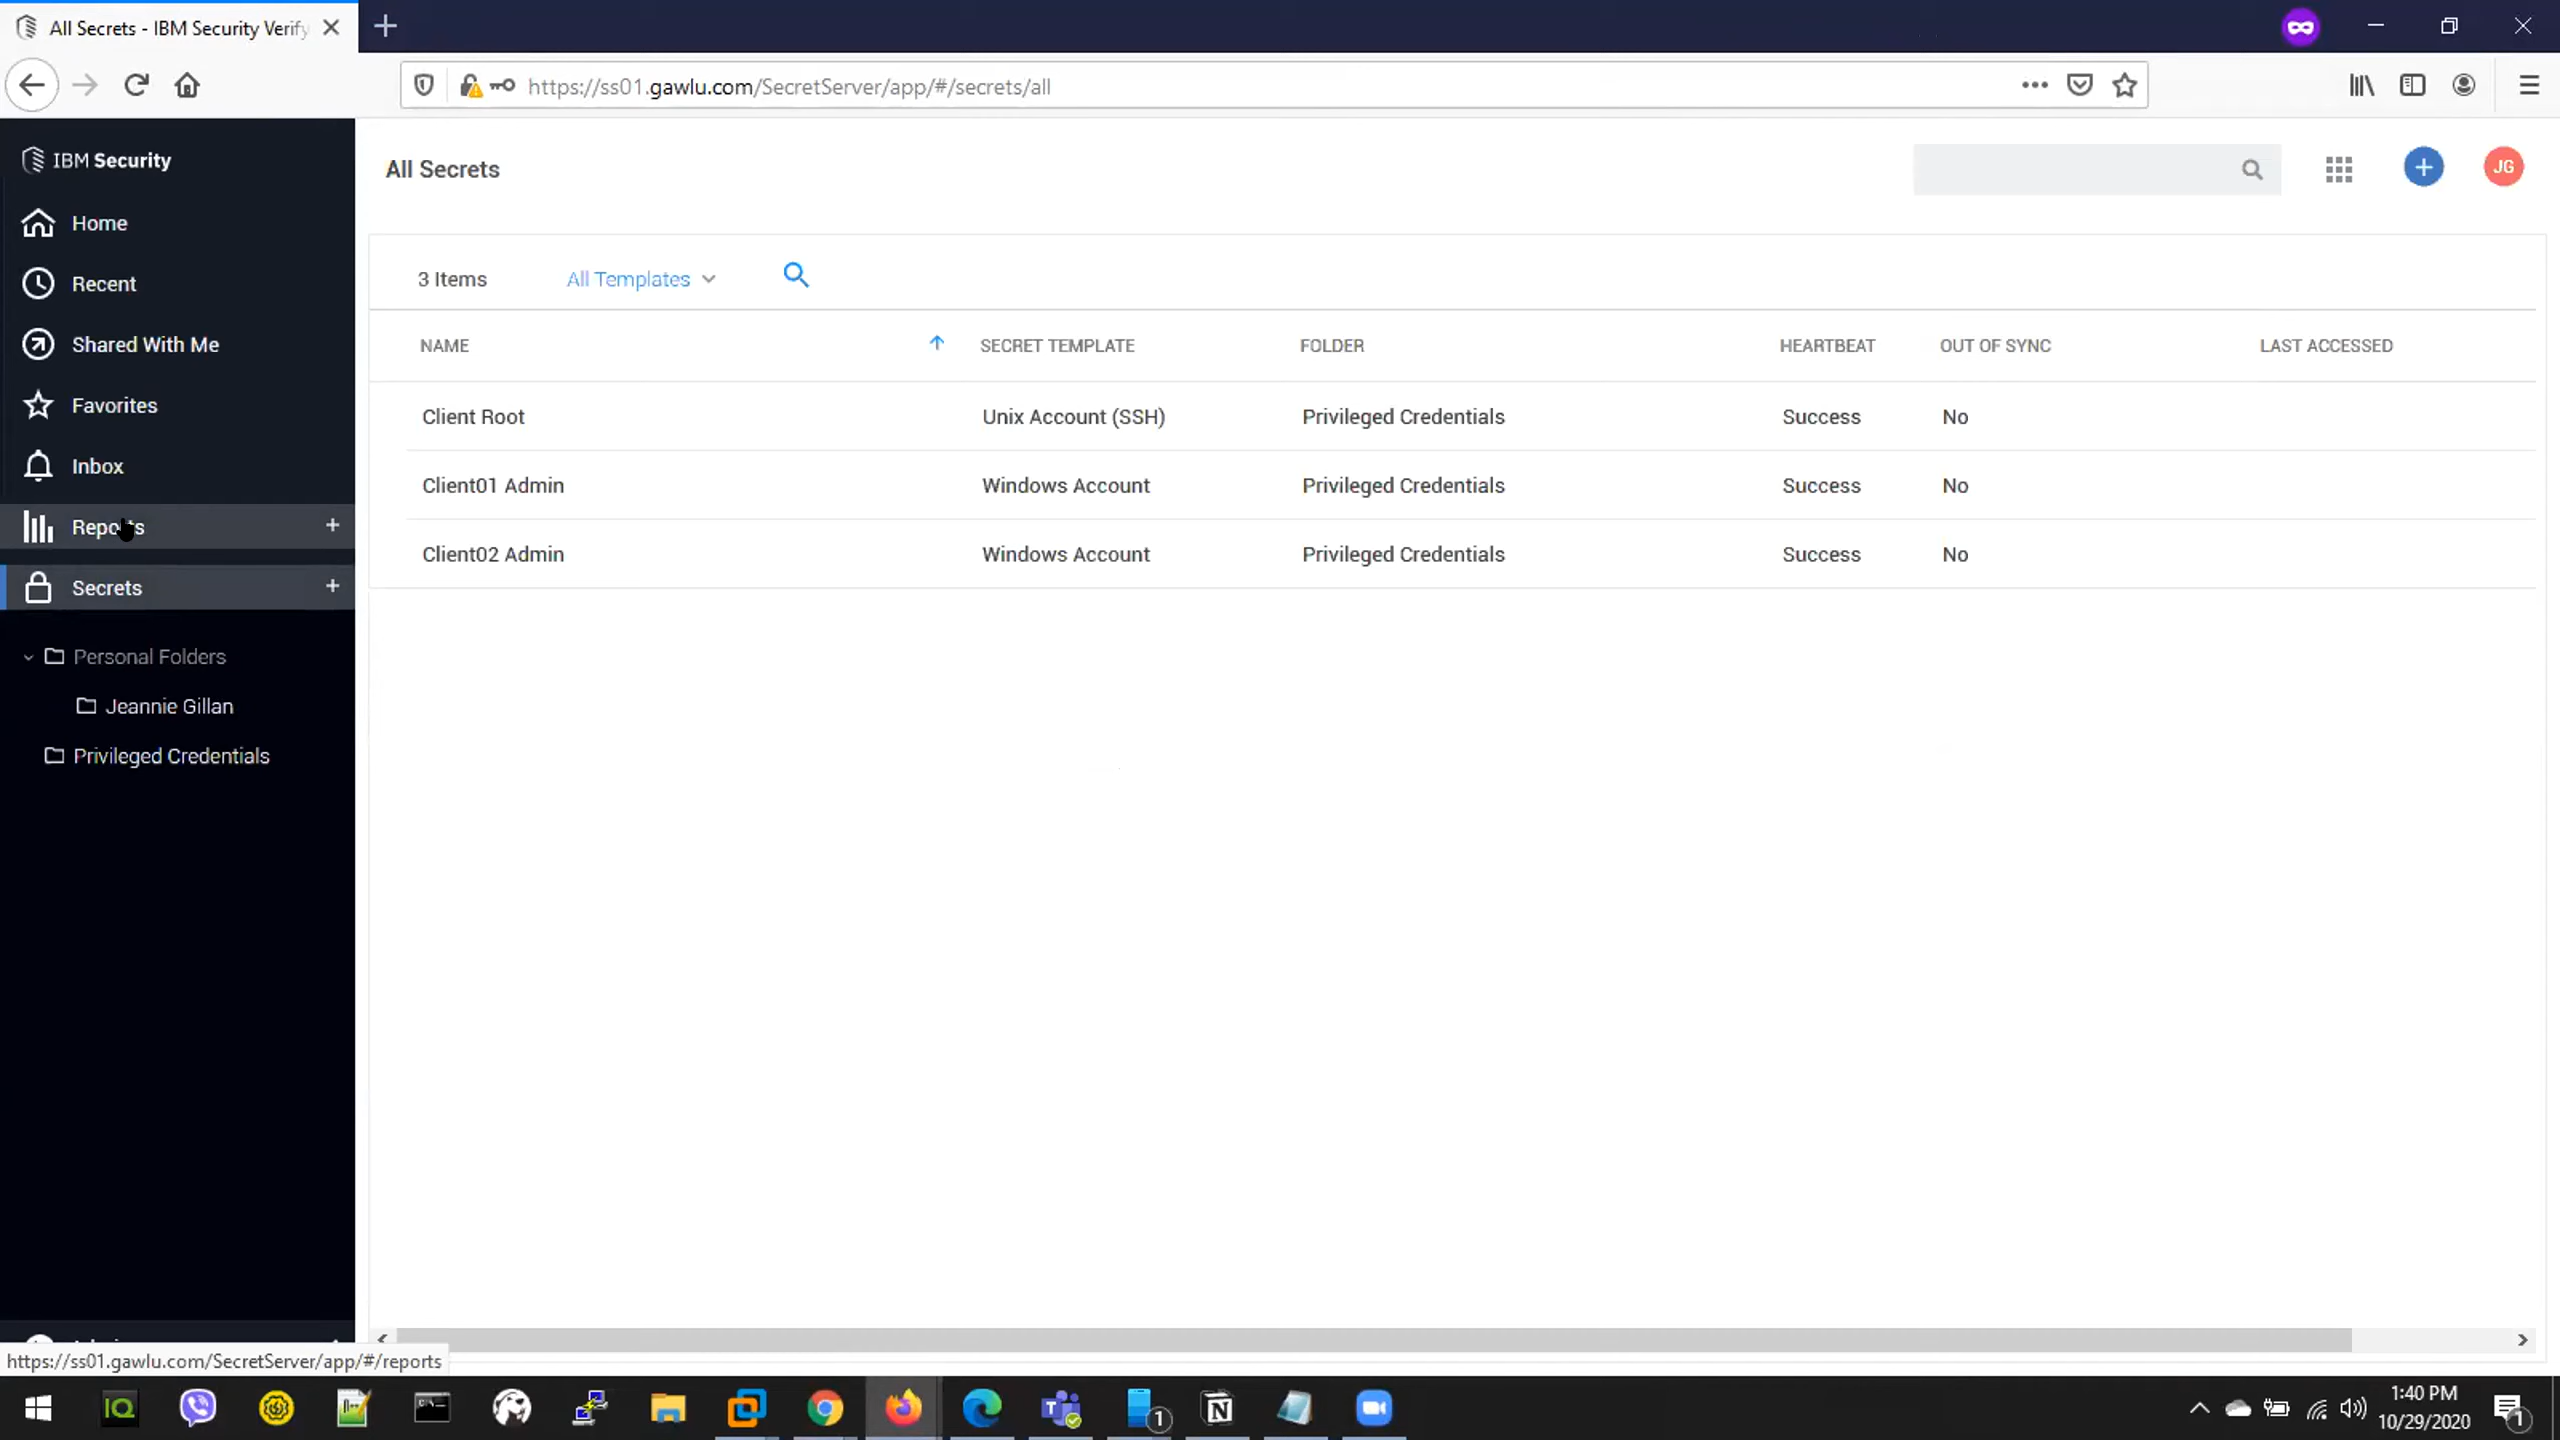 All Secrets - IBM Security Verify
https://ss01.gawlu.com/SecretServer/app/#/secrets/all
IBM Security
Home
Recent
Shared With Me
Favorites
Inbox
Reports +
Secrets +
Personal Folders
Jeannie Gillan
Privileged Credentials
https://ss01.gawlu.com/SecretServer/app/#/reports
All Secrets
JG
3 Items All Templates
NAME SECRET TEMPLATE FOLDER HEARTBEAT OUT OF SYNC LAST ACCESSED
Client Root Unix Account (SSH) Privileged Credentials Success No
Client01 Admin Windows Account Privileged Credentials Success No
Client02 Admin Windows Account Privileged Credentials Success No
IQ
1
1:40 PM
10/29/2020
1